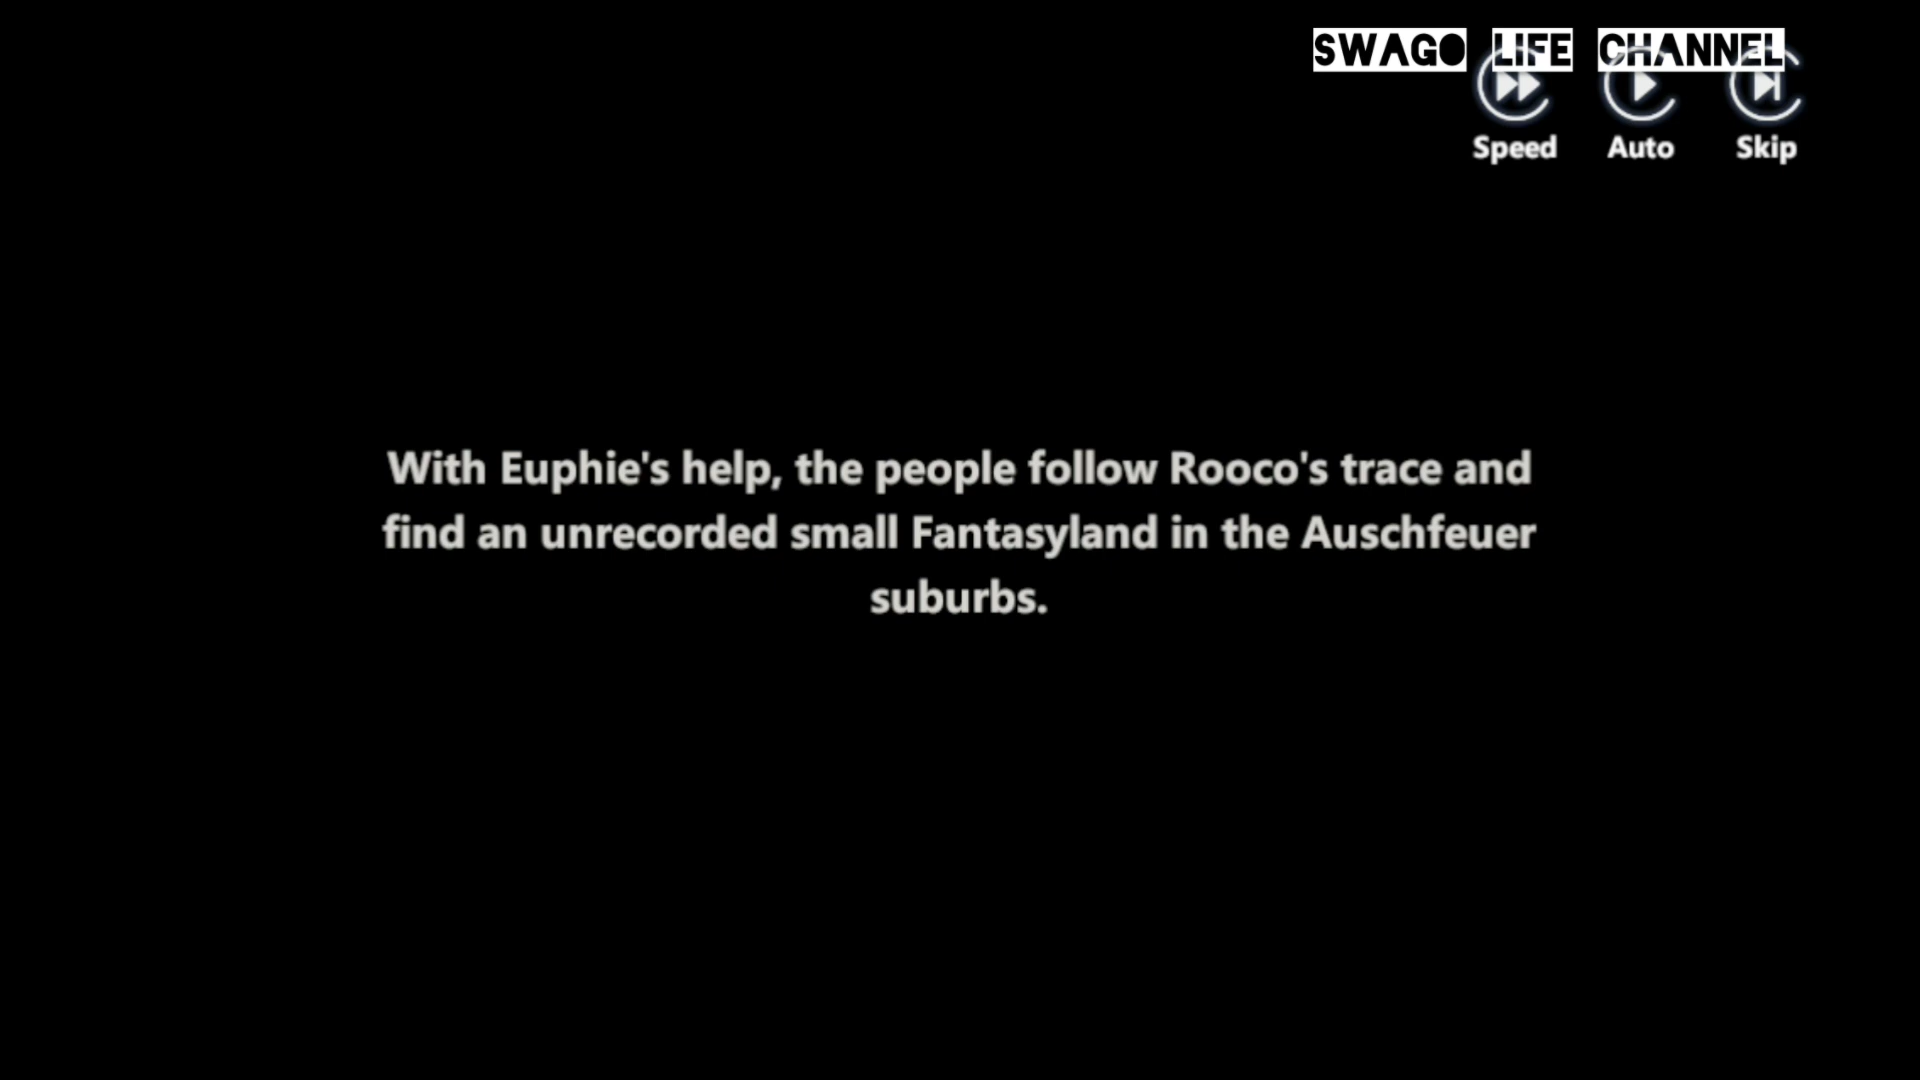 SWAGO LIFE CHANNEL
Speed Auto Skip
With Euphie's help, the people follow Rooco's trace and
find an unrecorded small Fantasyland in the Auschfeuer
suburbs.